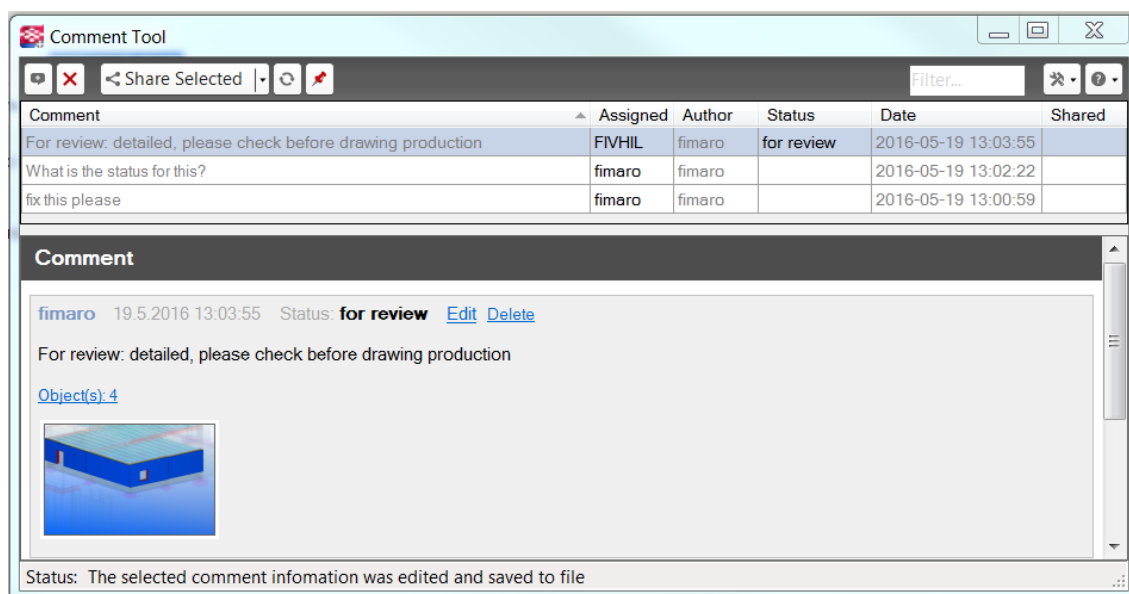 Comment Tool
Share Selected Filter...
Comment Assigned Author Status Date Shared
For review: detailed, please check before drawing production FIVHIL fimaro for review 2016-05-19 13:03:55
What is the status for this? fimaro fimaro 2016-05-19 13:02:22
fix this please fimaro fimaro 2016-05-19 13:00:59
Comment
fimaro 19.5.2016 13:03:55 Status: for review Edit Delete
For review: detailed, please check before drawing production
Object(s): 4
Status: The selected comment infomation was edited and saved to file